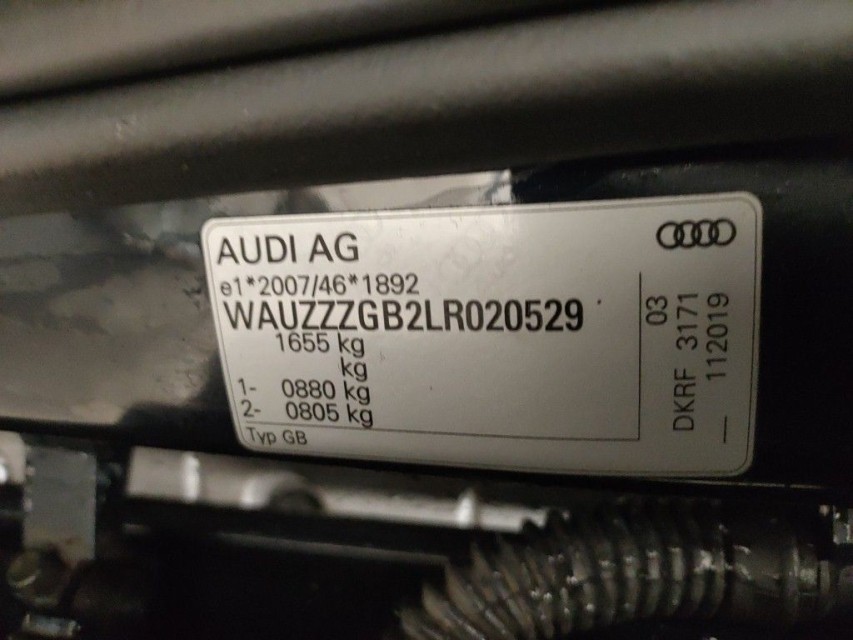 AUDI AG
e1*2007/46*1892
WAUZZZGB2LR020529
1655 kg
kg
1- 0880 kg
2- 0805 kg
Typ GB
03
DKRF 3171
— 112019